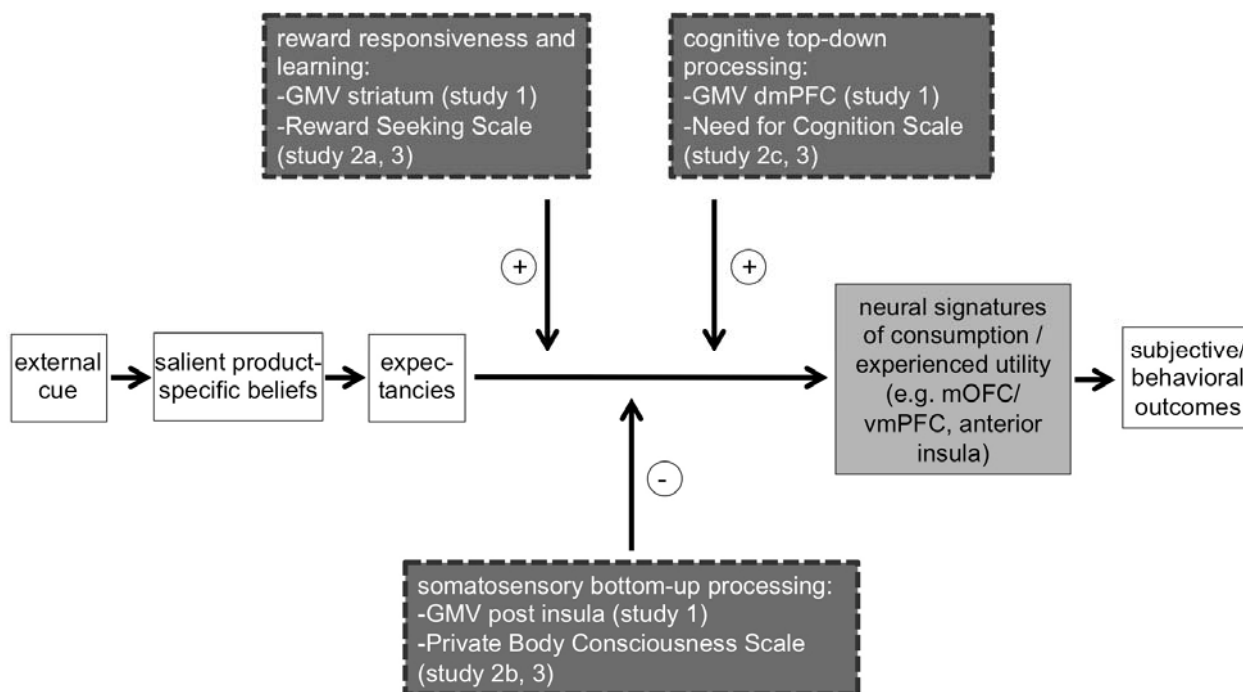 reward responsiveness and
learning:
-GMV striatum (study 1)
-Reward Seeking Scale
(study 2a, 3)
cognitive top-down
processing:
-GMV dmPFC (study 1)
-Need for Cognition Scale
(study 2c, 3)
+
+
external
cue
salient product-
specific beliefs
expec-
tancies
neural signatures
of consumption /
experienced utility
(e.g. mOFC/
vmPFC, anterior
insula)
subjective/
behavioral
outcomes
-
somatosensory bottom-up processing:
-GMV post insula (study 1)
-Private Body Consciousness Scale
(study 2b, 3)